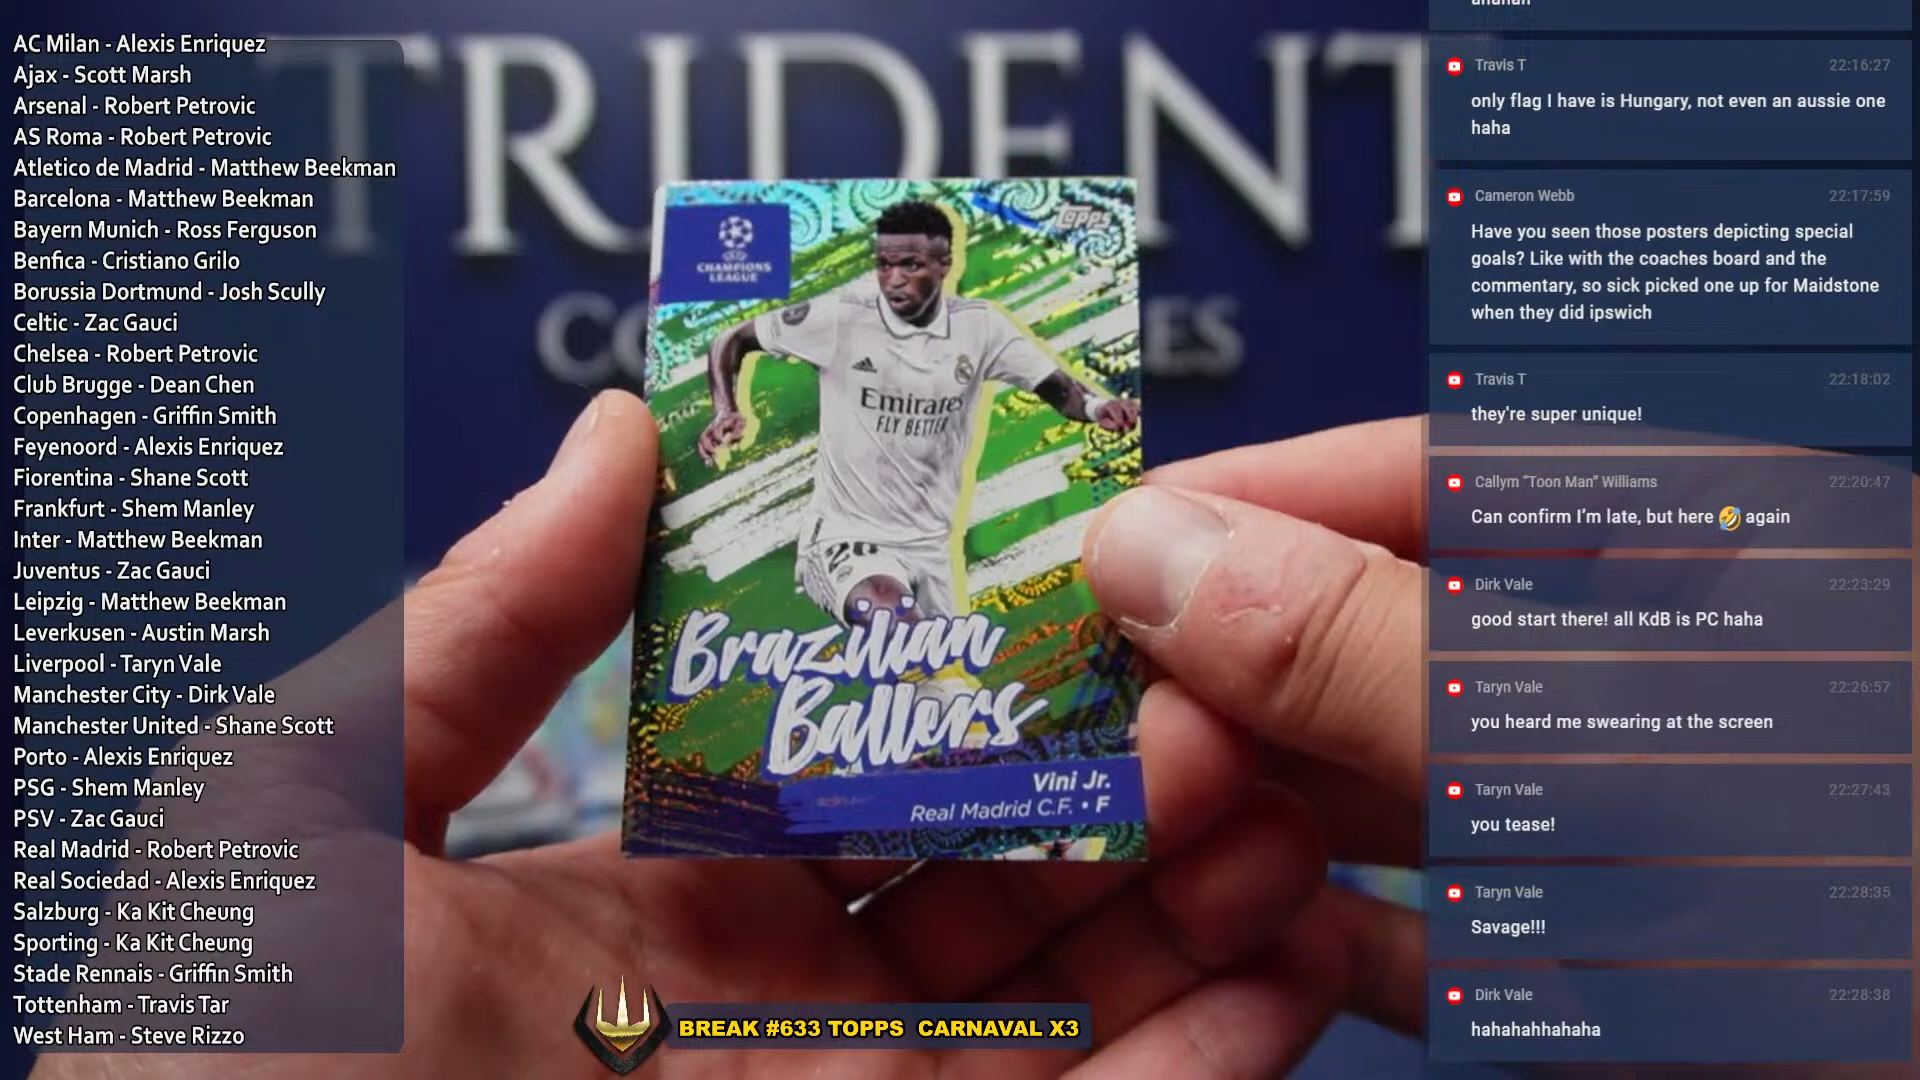 AC Milan - Alexis Enriquez
Ajax - Scott Marsh
Arsenal - Robert Petrovic
AS Roma - Robert Petrovic
Atletico de Madrid - Matthew Beekman
Barcelona - Matthew Beekman
Bayern Munich - Ross Ferguson
Benfica - Cristiano Grilo
Borussia Dortmund - Josh Scully
Celtic - Zac Gauci
Chelsea - Robert Petrovic
Club Brugge - Dean Chen
Copenhagen - Griffin Smith
Feyenoord - Alexis Enriquez
Fiorentina - Shane Scott
Frankfurt - Shem Manley
Inter - Matthew Beekman
Juventus - Zac Gauci
Leipzig - Matthew Beekman
Leverkusen - Austin Marsh
Liverpool - Taryn Vale
Manchester City - Dirk Vale
Manchester United - Shane Scott
Porto - Alexis Enriquez
PSG - Shem Manley
PSV - Zac Gauci
Real Madrid - Robert Petrovic
Real Sociedad - Alexis Enriquez
Salzburg - Ka Kit Cheung
Sporting - Ka Kit Cheung
Stade Rennais - Griffin Smith
Tottenham - Travis Tar
West Ham - Steve Rizzo
TRIDENT
topps
CHAMPIONS
LEAGUE
Emirates
FLY BETTER
20
Brazilian
Ballers
Vini Jr.
Real Madrid C.F. • F
BREAK #633 TOPPS CARNAVAL X3
ahahah
Travis T 22:16:27
only flag I have is Hungary, not even an aussie one
haha
Cameron Webb 22:17:59
Have you seen those posters depicting special
goals? Like with the coaches board and the
commentary, so sick picked one up for Maidstone
when they did ipswich
Travis T 22:18:02
they're super unique!
Callym “Toon Man” Williams 22:20:47
Can confirm I’m late, but here 🤣 again
Dirk Vale 22:23:29
good start there! all KdB is PC haha
Taryn Vale 22:26:57
you heard me swearing at the screen
Taryn Vale 22:27:43
you tease!
Taryn Vale 22:28:35
Savage!!!
Dirk Vale 22:28:38
hahahahhahaha